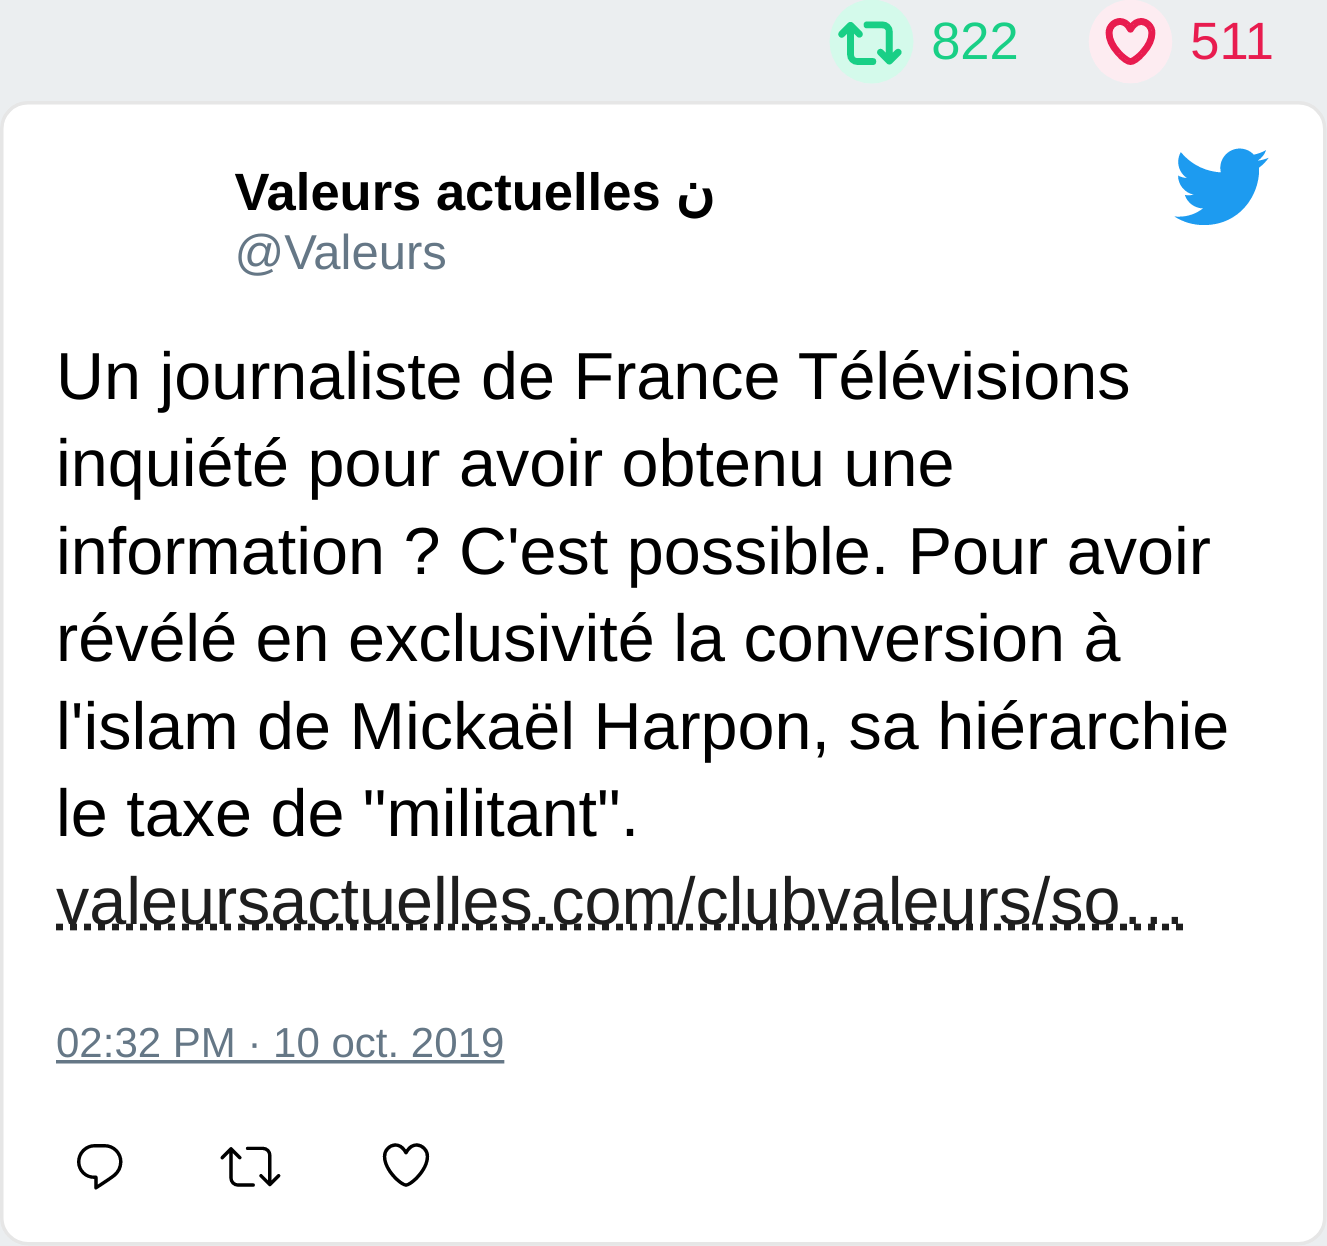 822 511
Valeurs actuelles ن
@Valeurs
Un journaliste de France Télévisions
inquiété pour avoir obtenu une
information ? C'est possible. Pour avoir
révélé en exclusivité la conversion à
l'islam de Mickaël Harpon, sa hiérarchie
le taxe de "militant".
valeursactuelles.com/clubvaleurs/so…
02:32 PM · 10 oct. 2019